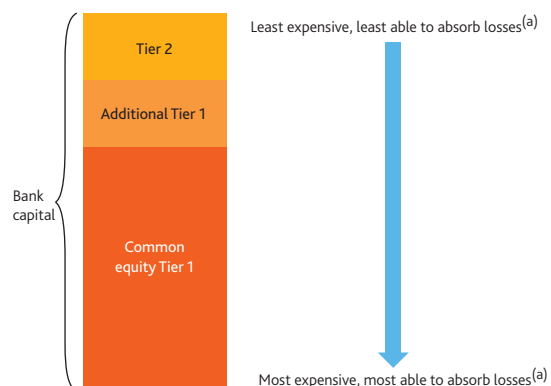 Least expensive, least able to absorb losses(a)
Tier 2
Additional Tier 1
Bank
capital
Common
equity Tier 1
Most expensive, most able to absorb losses(a)